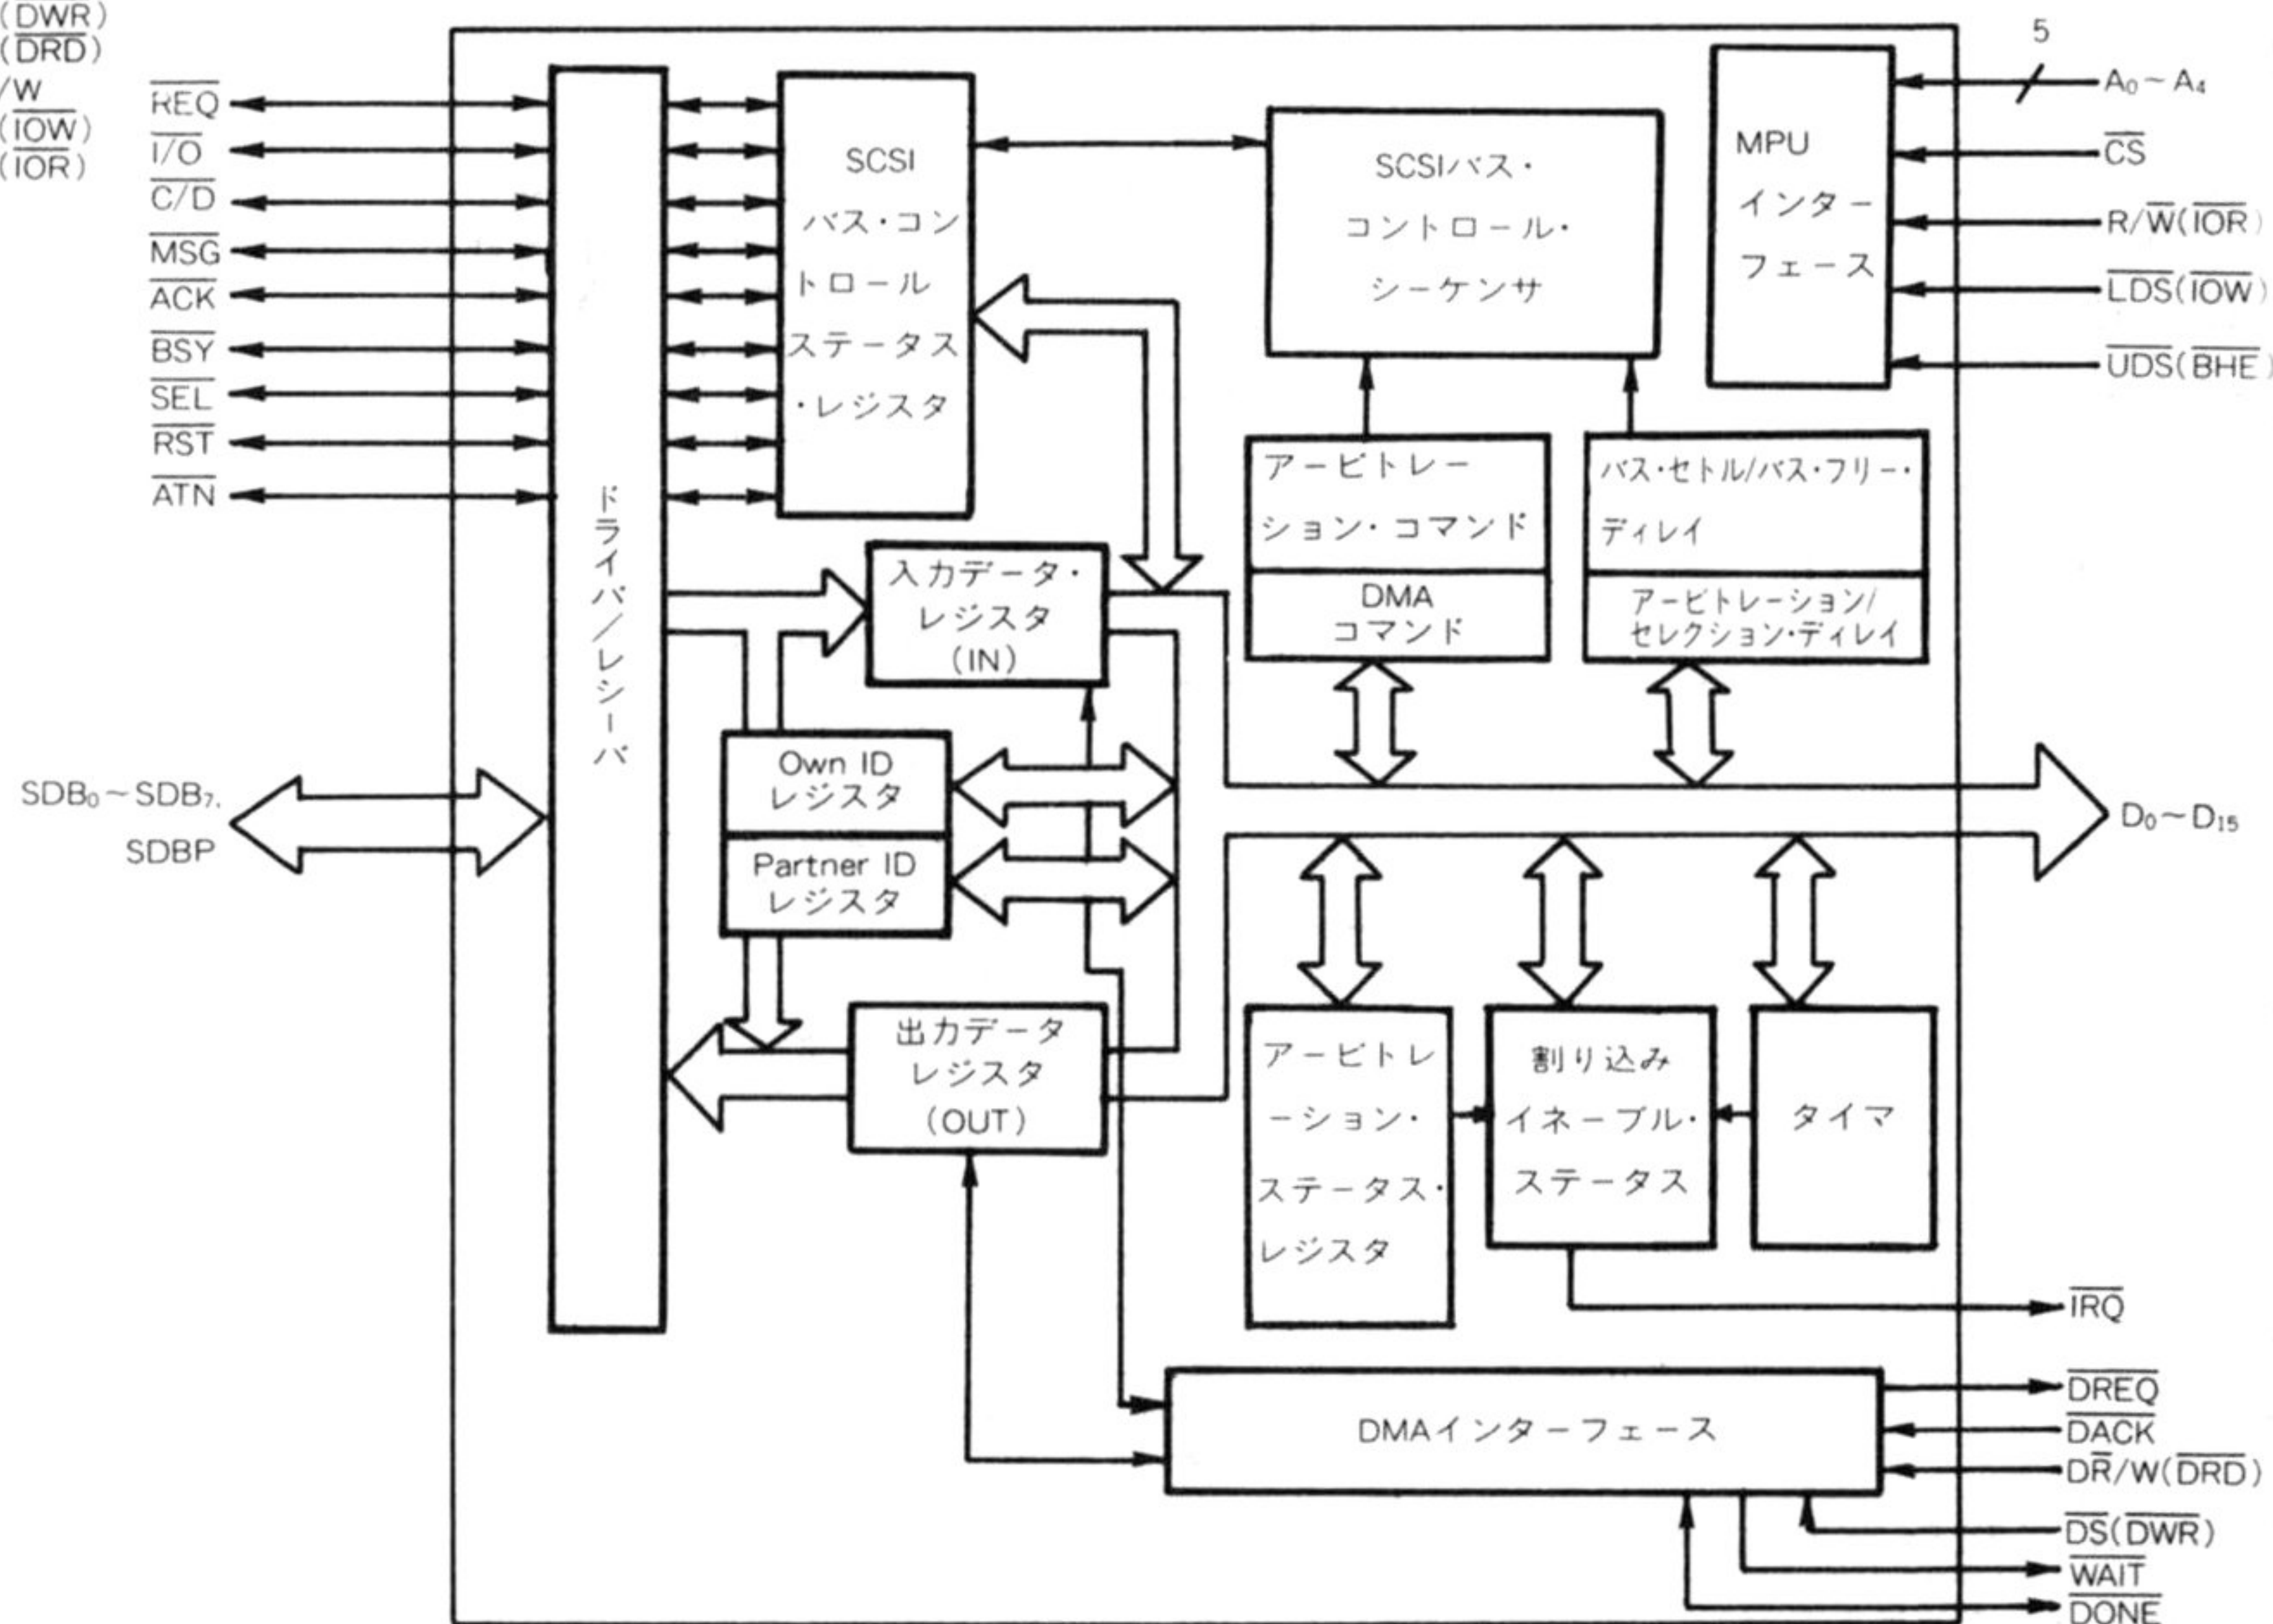 (DWR)
(DRD)
/W
(IOW)
(IOR)
REQ
I/O
C/D
MSG
ACK
BSY
SEL
RST
ATN
SDB₀~SDB₇,
SDBP
ドライバ/レシーバ
SCSI
バス・コン
トロール
ステータス
・レジスタ
SCSIバス・
コントロール・
シーケンサ
MPU
インター
フェース
5
A₀~A₄
CS
R/W(IOR)
LDS(IOW)
UDS(BHE)
アービトレー
ション・コマンド
DMA
コマンド
バス・セトル/バス・フリー・
ディレイ
アービトレーション/
セレクション・ディレイ
入力データ・
レジスタ
(IN)
Own ID
レジスタ
Partner ID
レジスタ
出力データ
レジスタ
(OUT)
D₀~D₁₅
アービトレ
ーション・
ステータス・
レジスタ
割り込み
イネーブル・
ステータス
タイマ
IRQ
DMAインターフェース
DREQ
DACK
DR/W(DRD)
DS(DWR)
WAIT
DONE